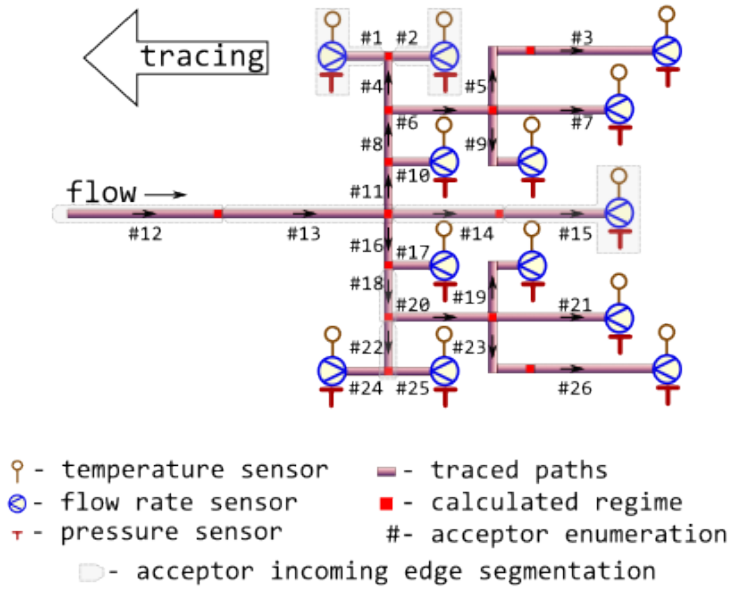 #1 #2 #3
tracing
#4 #5
#6 #7
#8 #9
#10
#11
flow
#12 #13 #14 #15
#16 #17
#18 #19
#20 #21
#22 #23
#24 #25 #26
- temperature sensor
- traced paths
- flow rate sensor
- calculated regime
- pressure sensor
#- acceptor enumeration
- acceptor incoming edge segmentation